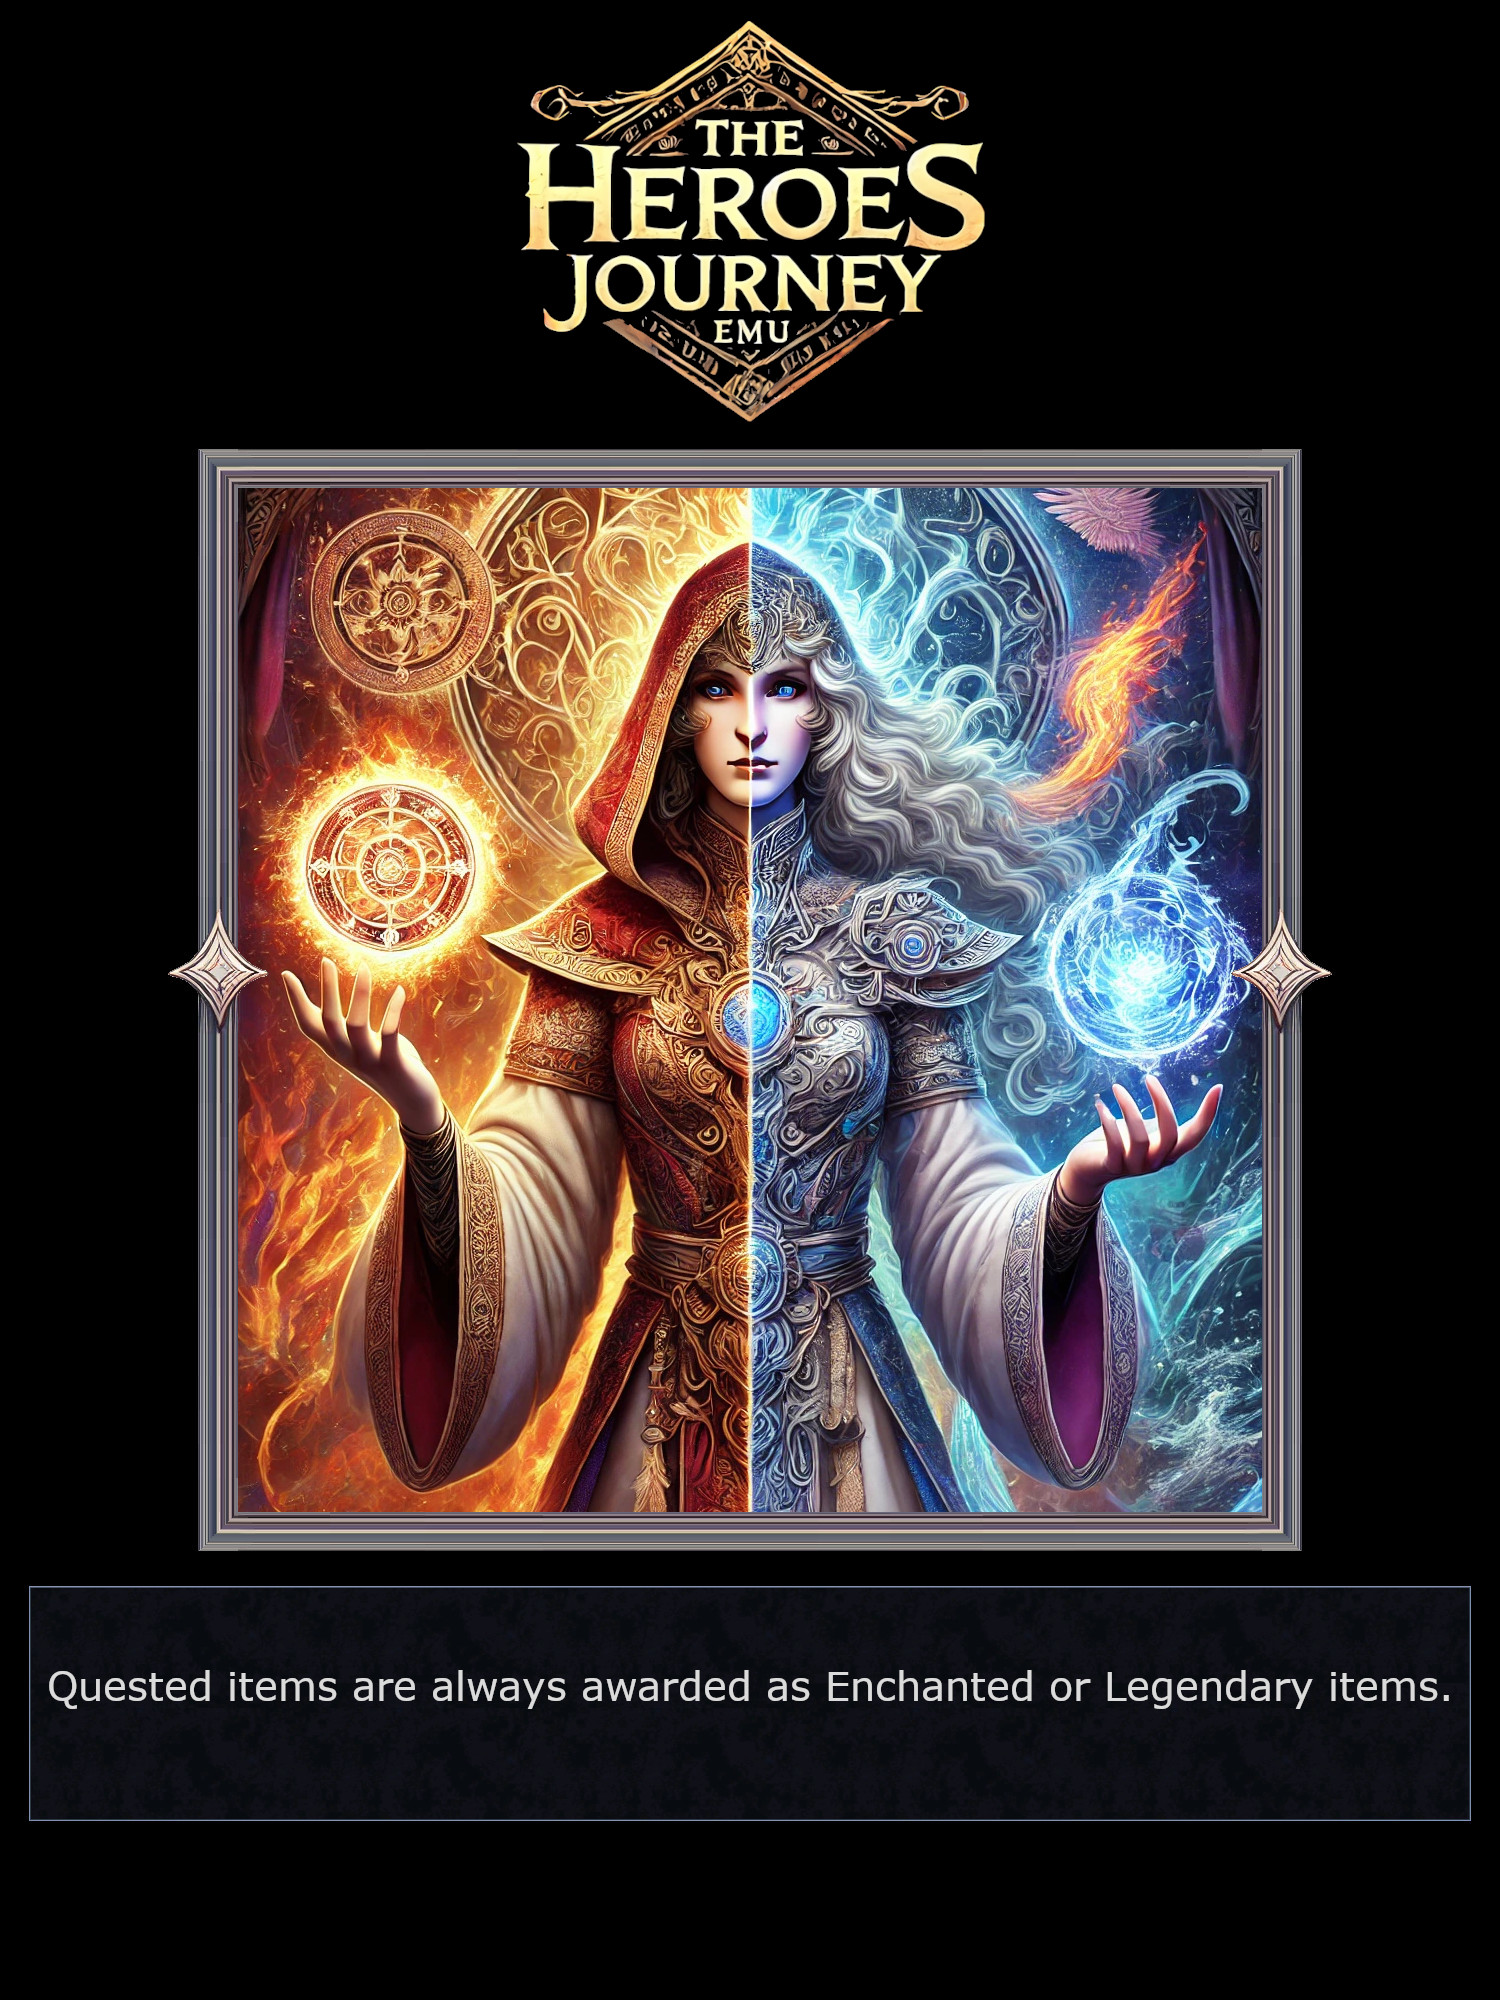 THE
HEROES
JOURNEY
EMU
Quested items are always awarded as Enchanted or Legendary items.